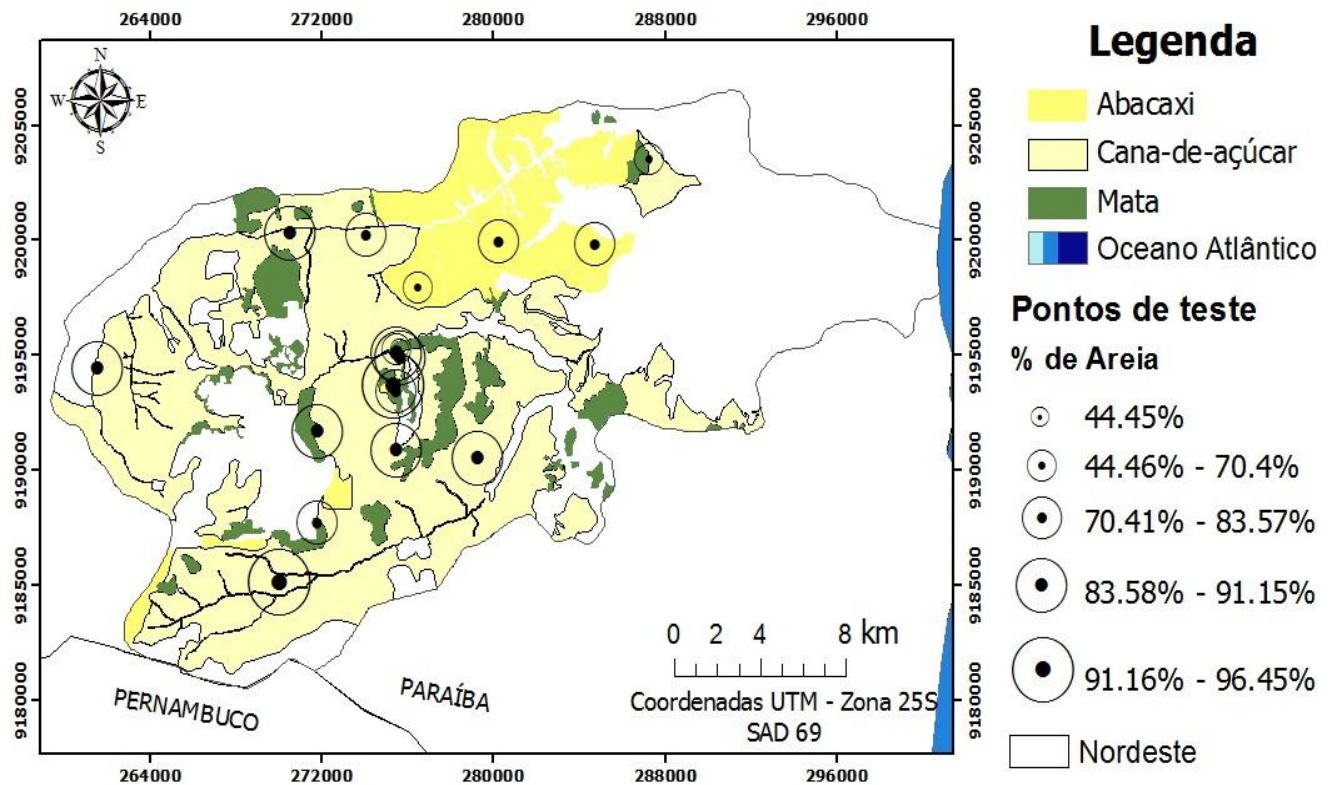 264000 272000 280000 288000 296000
N
W E
S
9205000 9205000
9200000 9200000
9195000 9195000
9190000 9190000
9185000 9185000
9180000 9180000
0 2 4 8 km
Coordenadas UTM - Zona 25S
SAD 69
PERNAMBUCO
PARAÍBA
264000 272000 280000 288000 296000
Legenda
Abacaxi
Cana-de-açúcar
Mata
Oceano Atlântico
Pontos de teste
% de Areia
44.45%
44.46% - 70.4%
70.41% - 83.57%
83.58% - 91.15%
91.16% - 96.45%
Nordeste